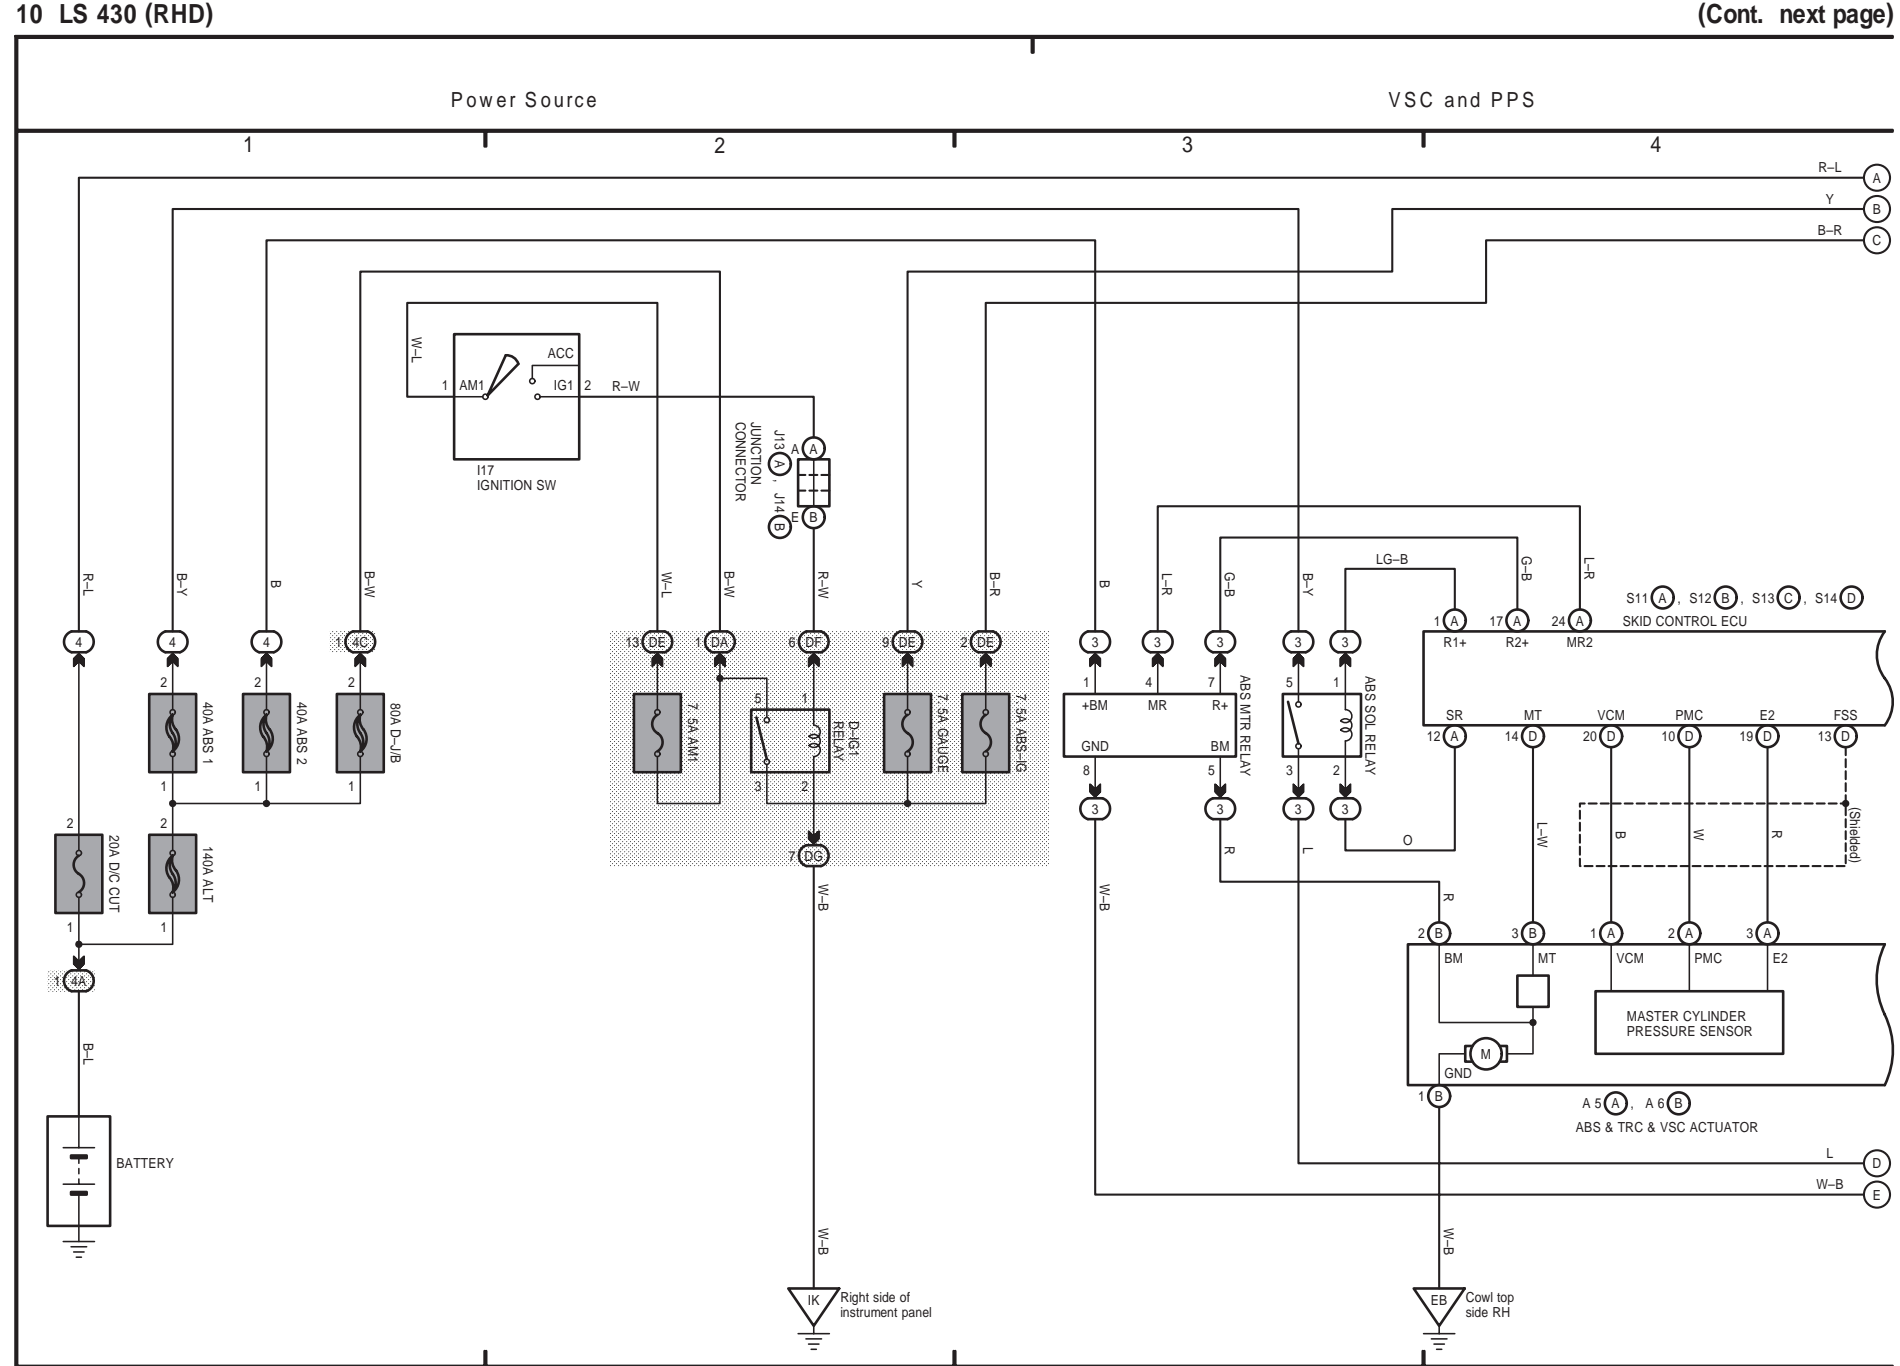 10 LS 430 (RHD)
(Cont. next page)
Power Source
VSC and PPS
1
2
3
4
R–L
A
Y
B
B–R
C
W–L
ACC
1
AM1
IG1
2
R–W
I17
IGNITION SW
JUNCTION
CONNECTOR
J13 A , J14 B
A
A
E
B
R–L
B–Y
B
B–W
W–L
B–W
R–W
Y
B–R
B
L–R
G–B
B–Y
LG–B
G–B
L–R
S11 A , S12 B , S13 C , S14 D
SKID CONTROL ECU
4
4
4
1 4C
13 DE
1 DA
6 DF
9 DE
2 DE
3
3
3
3
3
1 A
17 A
24 A
R1+
R2+
MR2
2
2
2
1
4
7
5
1
40A ABS 1
40A ABS 2
80A D–J/B
7. 5A AM1
5
1
D–IG1
RELAY
7. 5A GAUGE
7. 5A ABS–IG
+BM
MR
R+
GND
BM
ABS MTR RELAY
ABS SOL RELAY
SR
MT
VCM
PMC
E2
FSS
12 A
14 D
20 D
10 D
19 D
13 D
1
1
1
3
2
8
5
3
2
3
3
3
3
2
2
20A D/C CUT
140A ALT
1
1
7 DG
O
R
L
L–W
B
W
R
(Shielded)
W–B
W–B
R
2 B
3 B
1 A
2 A
3 A
BM
MT
VCM
PMC
E2
1 4A
MASTER CYLINDER
PRESSURE SENSOR
M
GND
1 B
B–L
A 5 A , A 6 B
ABS & TRC & VSC ACTUATOR
BATTERY
L
D
W–B
E
W–B
W–B
IK
Right side of
instrument panel
EB
Cowl top
side RH